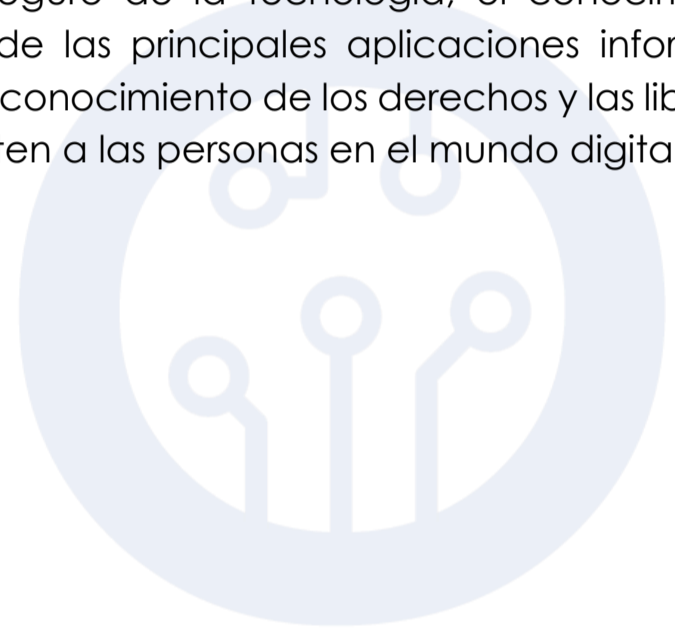 de la tecnología, el
de las principales aplicaciones infor
conocimiento de los derechos y las lib
en a las personas en el mundo digita